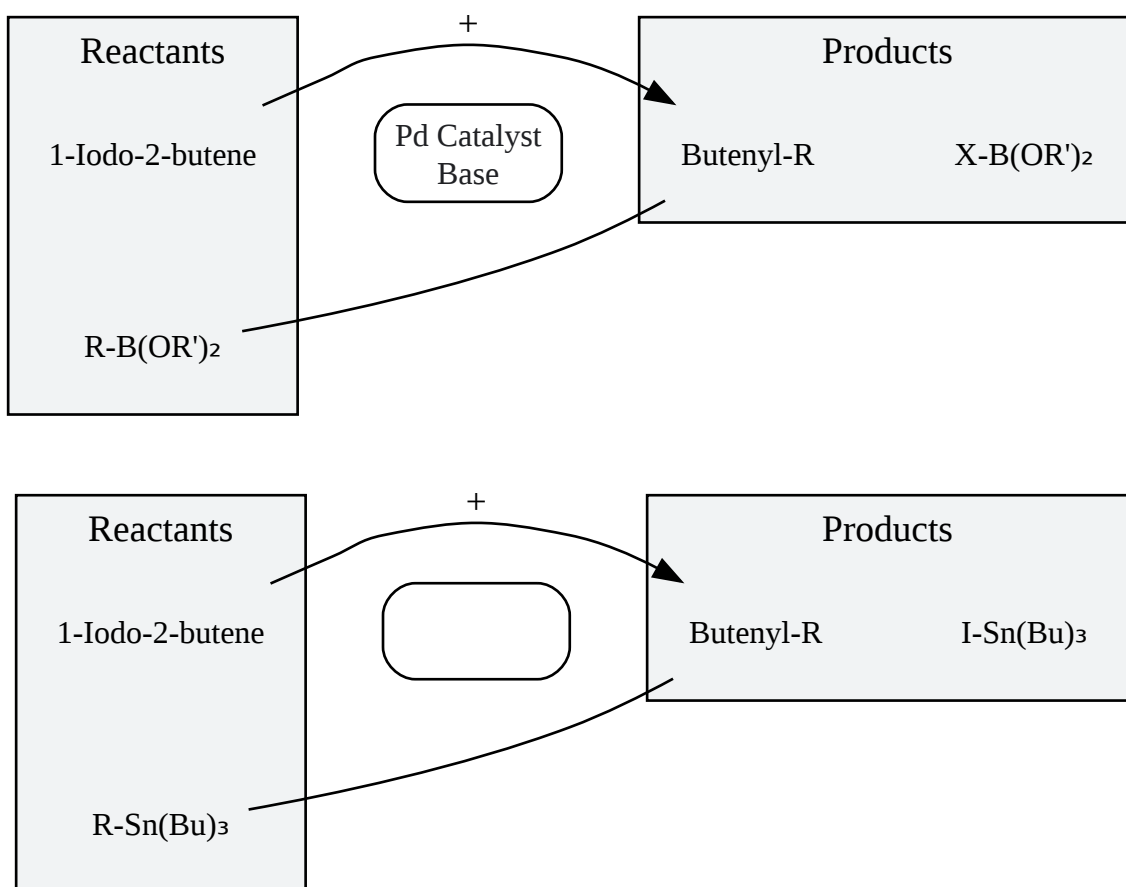 +
Reactants
Products
1-Iodo-2-butene
Pd Catalyst
Base
Butenyl-R
X-B(OR')₂
R-B(OR')₂
+
Reactants
Products
1-Iodo-2-butene
Butenyl-R
I-Sn(Bu)₃
R-Sn(Bu)₃